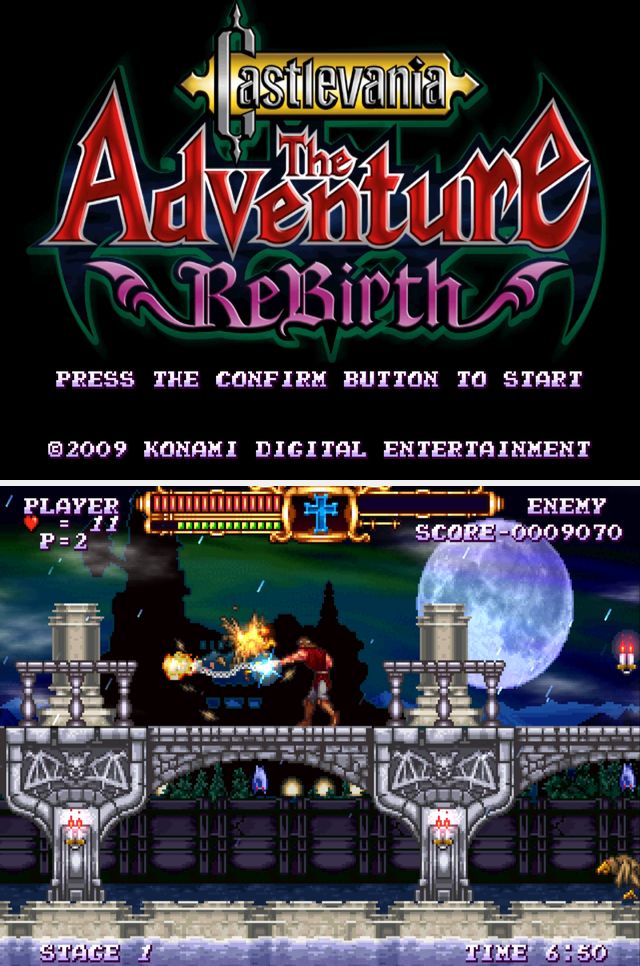 Castlevania
The
Adventure
ReBirth
PRESS THE CONFIRM BUTTON TO START
©2009 KONAMI DIGITAL ENTERTAINMENT
PLAYER ENEMY
= 11 SCORE-0009070
P=2
STAGE 1 TIME 6:50